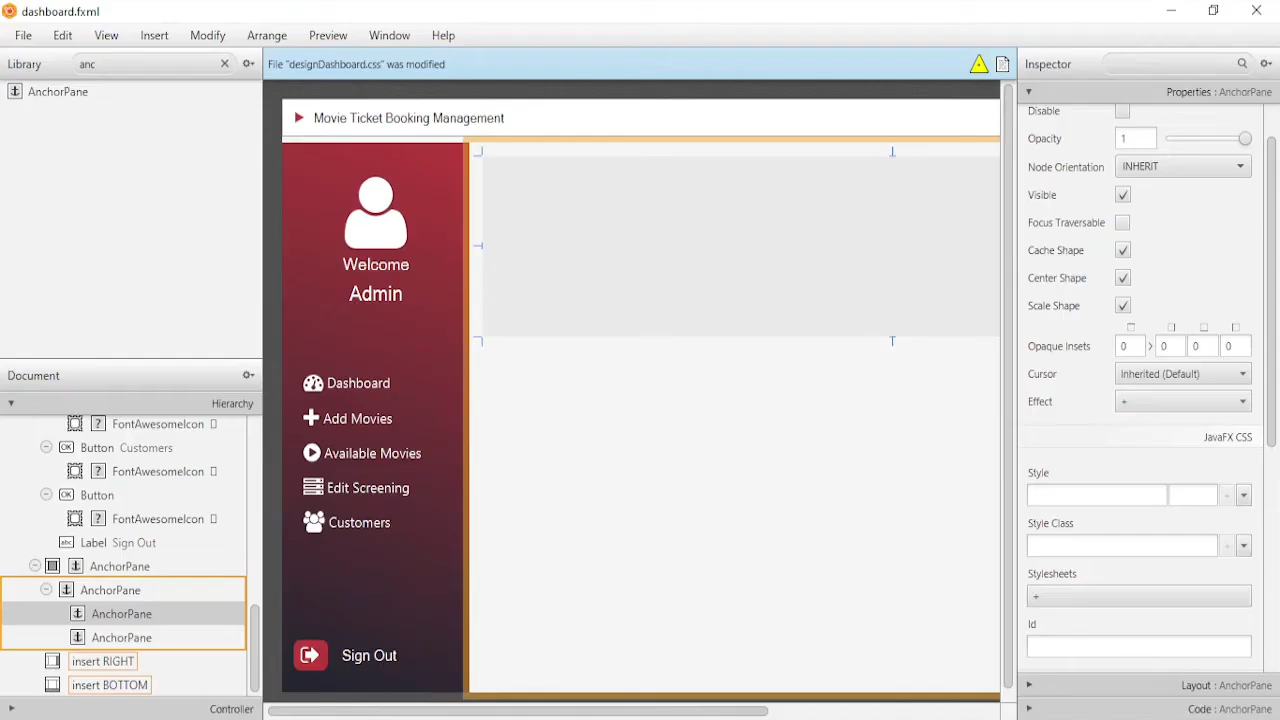 dashboard.fxml
File Edit View Insert Modify Arrange Preview Window Help
Library anc
File "designDashboard.css" was modified
Inspector
AnchorPane
Properties : AnchorPane
Disable
Opacity 1
Node Orientation INHERIT
Visible
Focus Traversable
Cache Shape
Center Shape
Scale Shape
Opaque Insets 0 0 0 0
Cursor Inherited (Default)
Effect +
JavaFX CSS
Style
+
Style Class
+
Stylesheets
+
Id
Layout : AnchorPane
Code : AnchorPane
Movie Ticket Booking Management
Welcome
Admin
Dashboard
Add Movies
Available Movies
Edit Screening
Customers
Sign Out
Document
Hierarchy
? FontAwesomeIcon
OK Button Customers
? FontAwesomeIcon
OK Button
? FontAwesomeIcon
abc Label Sign Out
AnchorPane
AnchorPane
AnchorPane
AnchorPane
insert RIGHT
insert BOTTOM
Controller